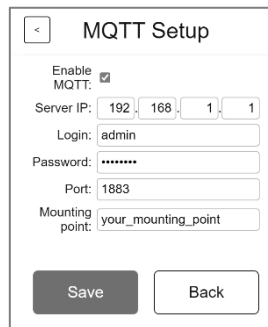 < MQTT Setup
Enable
MQTT:
Server IP: 192 . 168 . 1 . 1
Login: admin
Password: ••••••••
Port: 1883
Mounting
point: your_mounting_point
Save Back